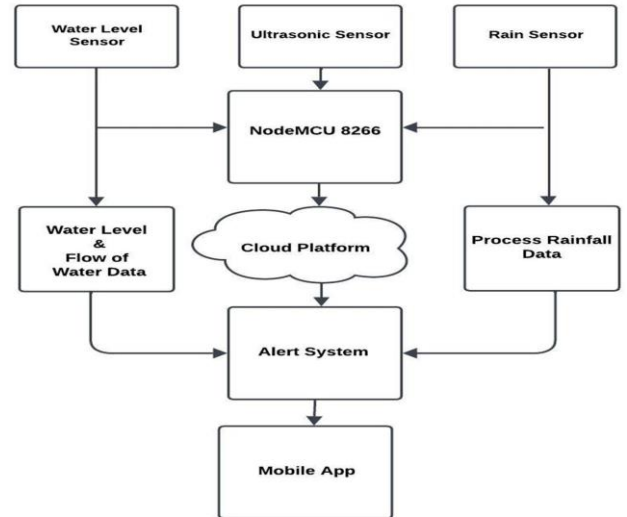 Water Level
Sensor
Ultrasonic Sensor
Rain Sensor
NodeMCU 8266
Water Level
&
Flow of
Water Data
Cloud Platform
Process Rainfall
Data
Alert System
Mobile App